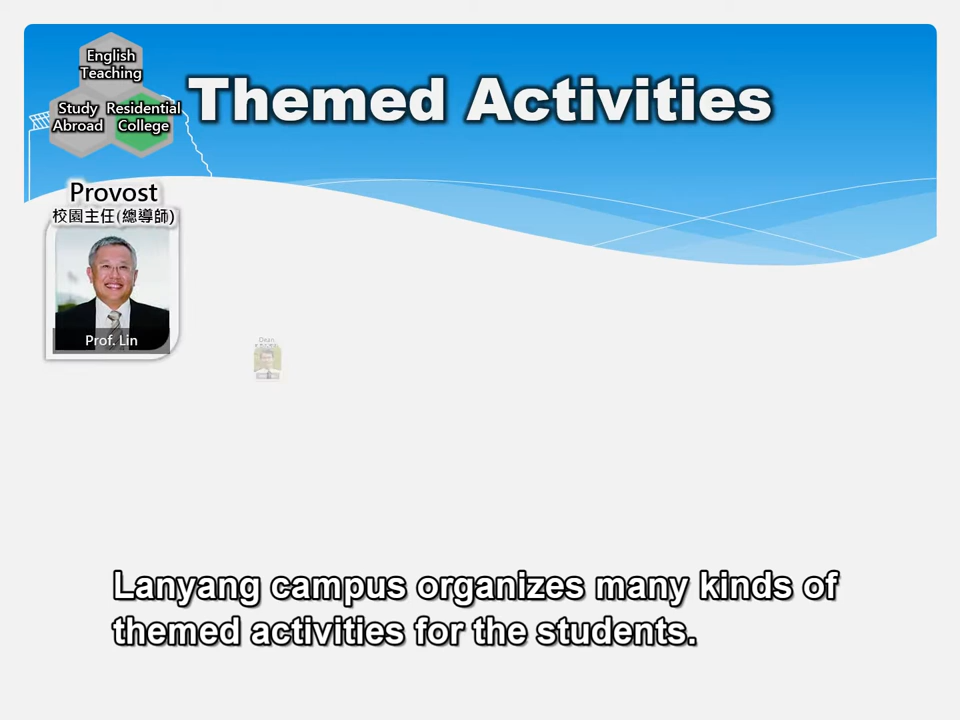 English
Teaching
Study
Abroad
Residential
College
Themed Activities
Provost
校園主任(總導師)
Prof. Lin
Dean
Lanyang campus organizes many kinds of
themed activities for the students.